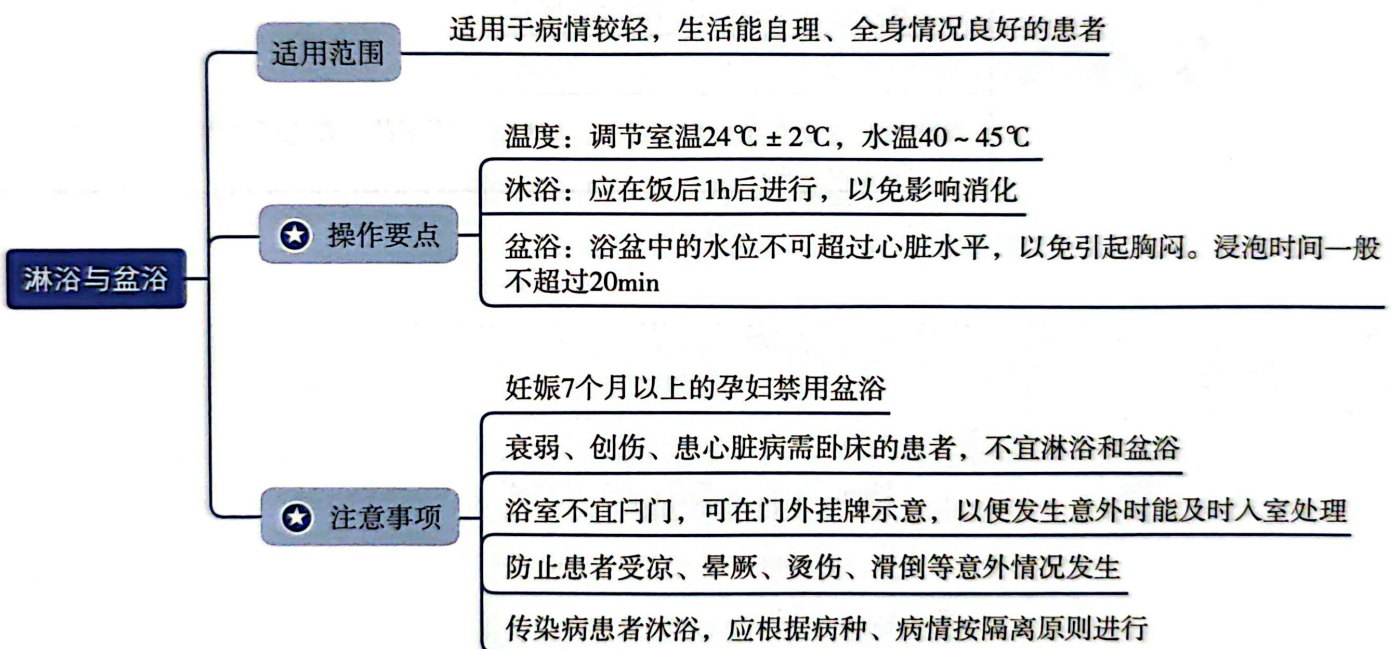 淋浴与盆浴
适用范围
适用于病情较轻，生活能自理、全身情况良好的患者
操作要点
温度：调节室温24℃ ± 2℃，水温40 ~ 45℃
沐浴：应在饭后1h后进行，以免影响消化
盆浴：浴盆中的水位不可超过心脏水平，以免引起胸闷。浸泡时间一般
不超过20min
注意事项
妊娠7个月以上的孕妇禁用盆浴
衰弱、创伤、患心脏病需卧床的患者，不宜淋浴和盆浴
浴室不宜闩门，可在门外挂牌示意，以便发生意外时能及时入室处理
防止患者受凉、晕厥、烫伤、滑倒等意外情况发生
传染病患者沐浴，应根据病种、病情按隔离原则进行